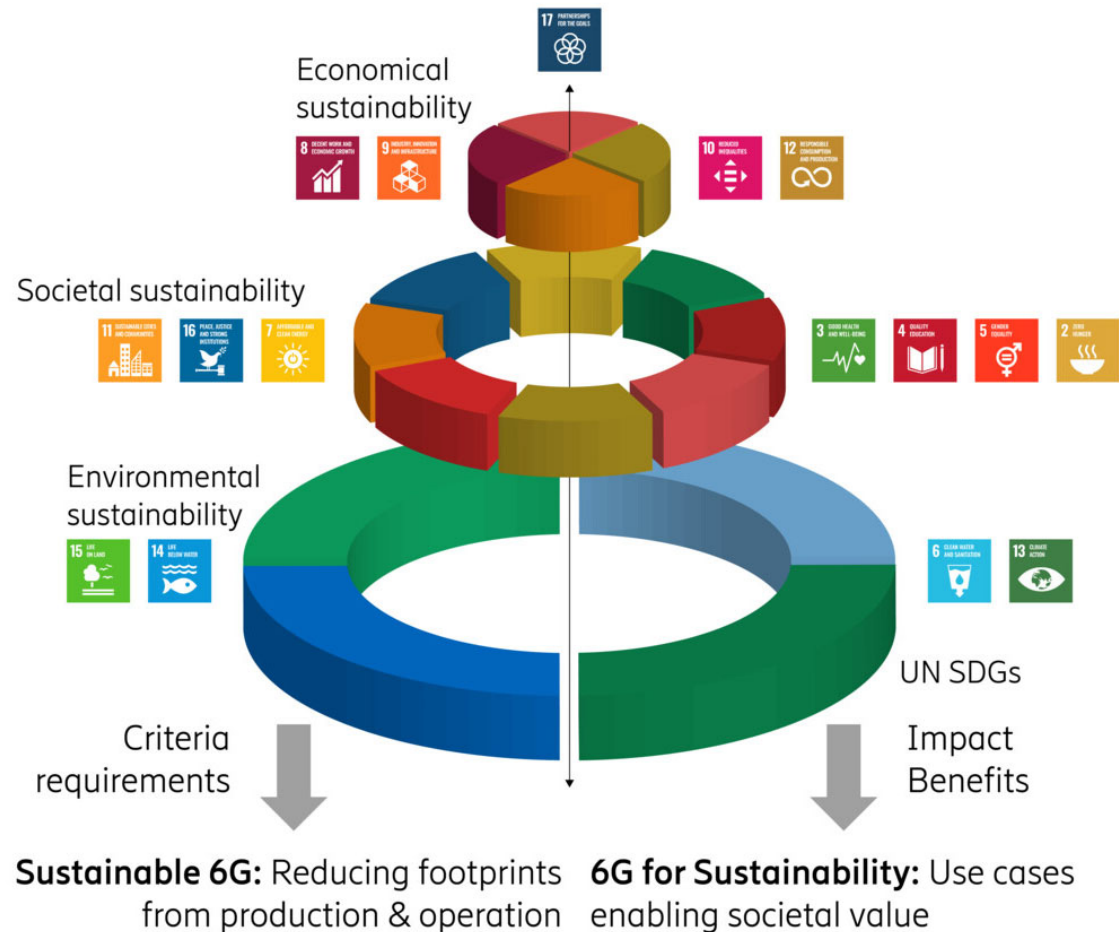 17 PARTNERSHIPS
FOR THE GOALS
Economical
sustainability
8 DECENT WORK AND
ECONOMIC GROWTH
9 INDUSTRY, INNOVATION
AND INFRASTRUCTURE
10 REDUCED
INEQUALITIES
12 RESPONSIBLE
CONSUMPTION
AND PRODUCTION
Societal sustainability
11 SUSTAINABLE CITIES
AND COMMUNITIES
16 PEACE, JUSTICE
AND STRONG
INSTITUTIONS
7 AFFORDABLE AND
CLEAN ENERGY
3 GOOD HEALTH
AND WELL-BEING
4 QUALITY
EDUCATION
5 GENDER
EQUALITY
2 ZERO
HUNGER
Environmental
sustainability
15 LIFE
ON LAND
14 LIFE
BELOW WATER
6 CLEAN WATER
AND SANITATION
13 CLIMATE
ACTION
UN SDGs
Criteria
requirements
Impact
Benefits
Sustainable 6G: Reducing footprints
from production & operation
6G for Sustainability: Use cases
enabling societal value